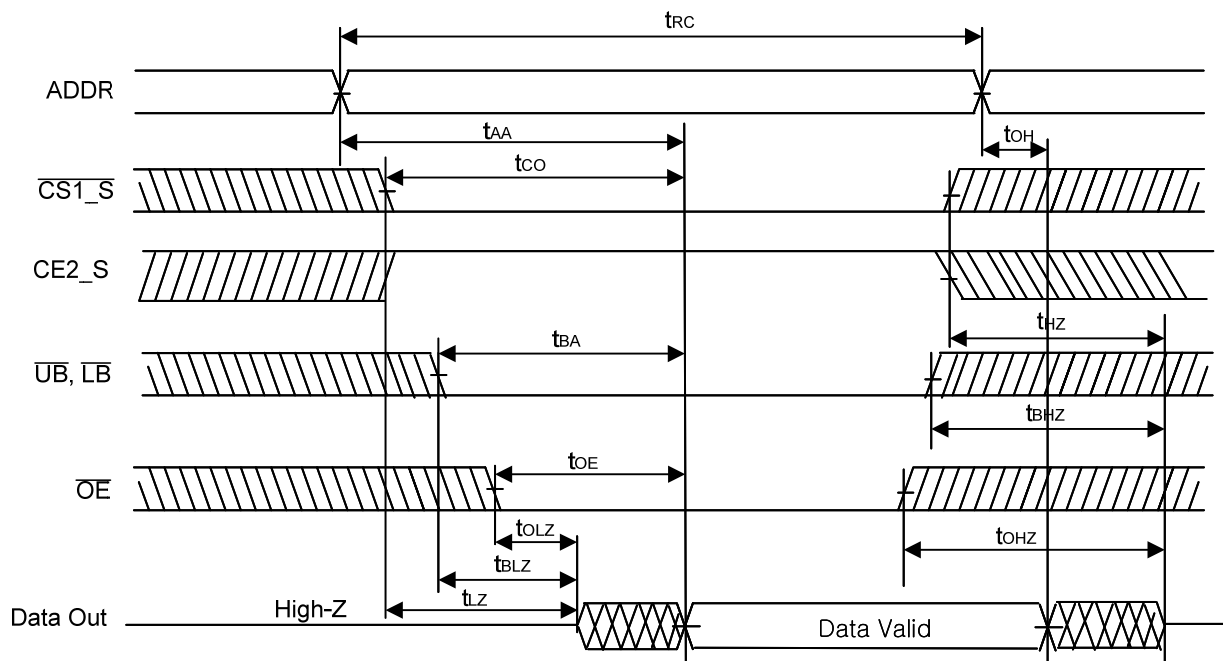 tRC
ADDR
tAA
tOH
tCO
CS1_S
CE2_S
tHZ
tBA
UB, LB
tBHZ
tOE
OE
tOLZ
tOHZ
tBLZ
tLZ
High-Z
Data Out
Data Valid